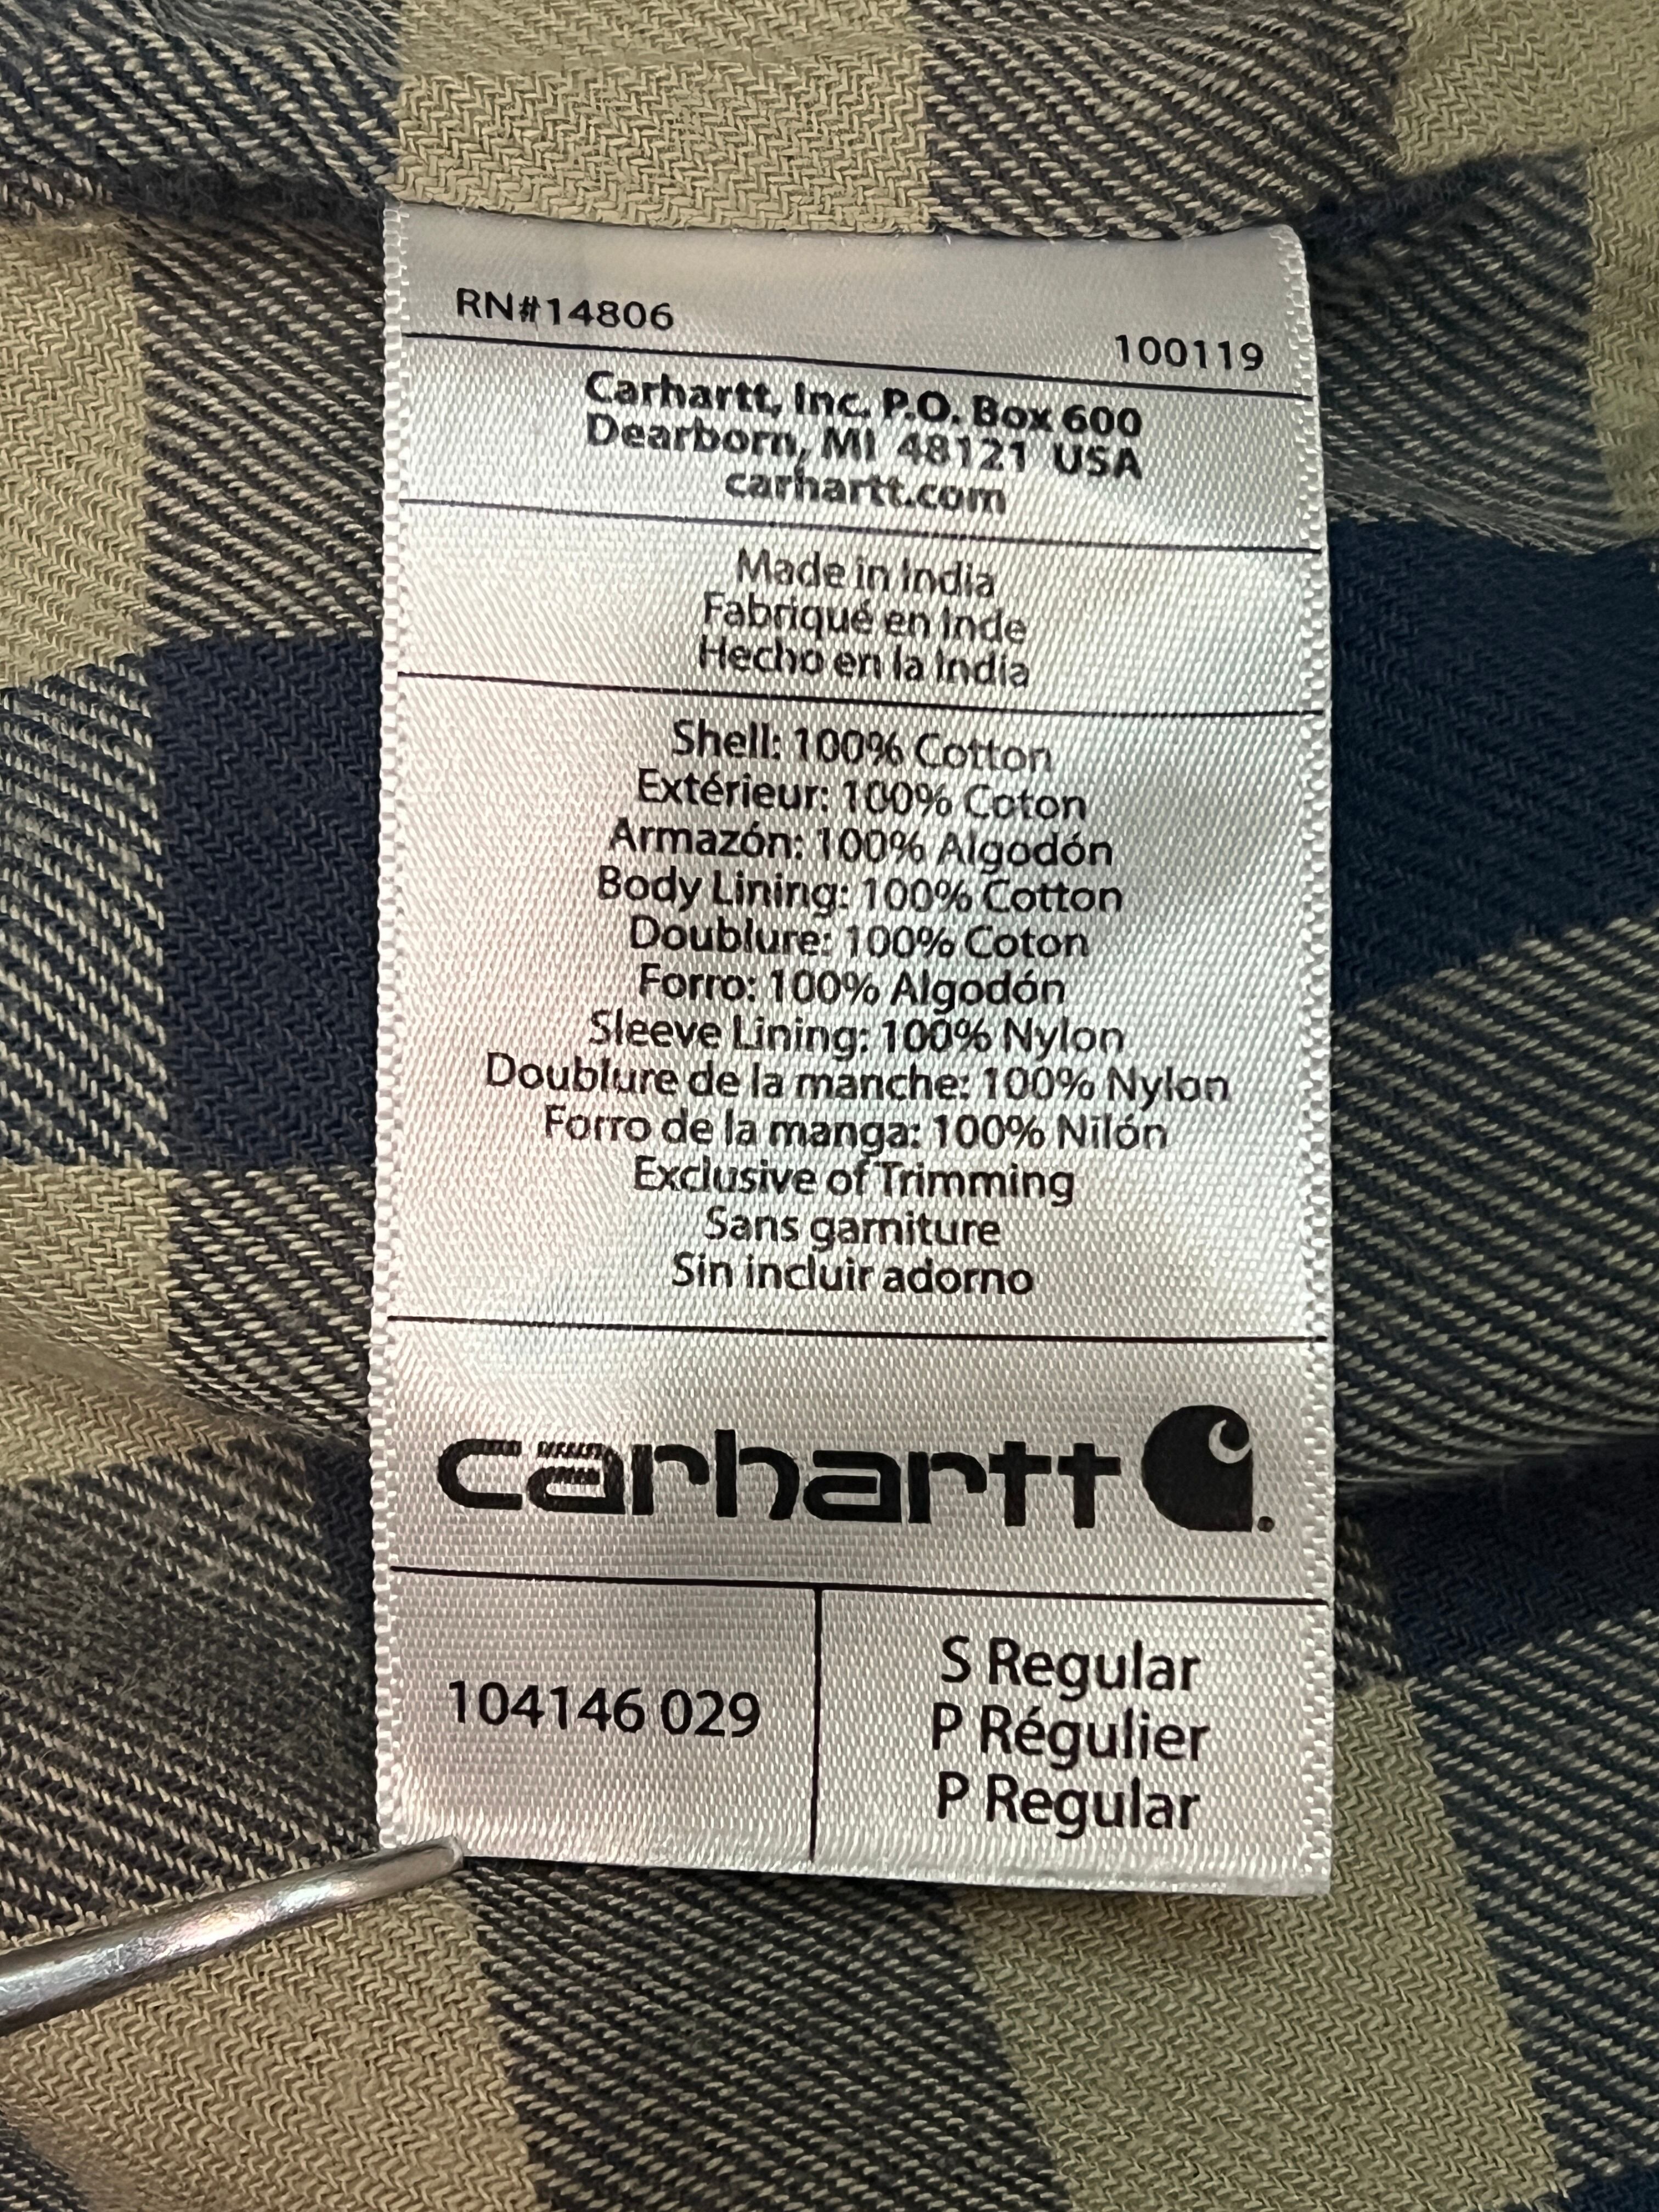 RN#14806
100119
Carhartt, Inc. P.O. Box 600
Dearborn, MI 48121 USA
carhartt.com
Made in India
Fabriqué en Inde
Hecho en la India
Shell: 100% Cotton
Extérieur: 100% Coton
Armazón: 100% Algodón
Body Lining: 100% Cotton
Doublure: 100% Coton
Forro: 100% Algodón
Sleeve Lining: 100% Nylon
Doublure de la manche: 100% Nylon
Forro de la manga: 100% Nilón
Exclusive of Trimming
Sans garniture
Sin incluir adorno
carhartt
104146 029
S Regular
P Régulier
P Regular